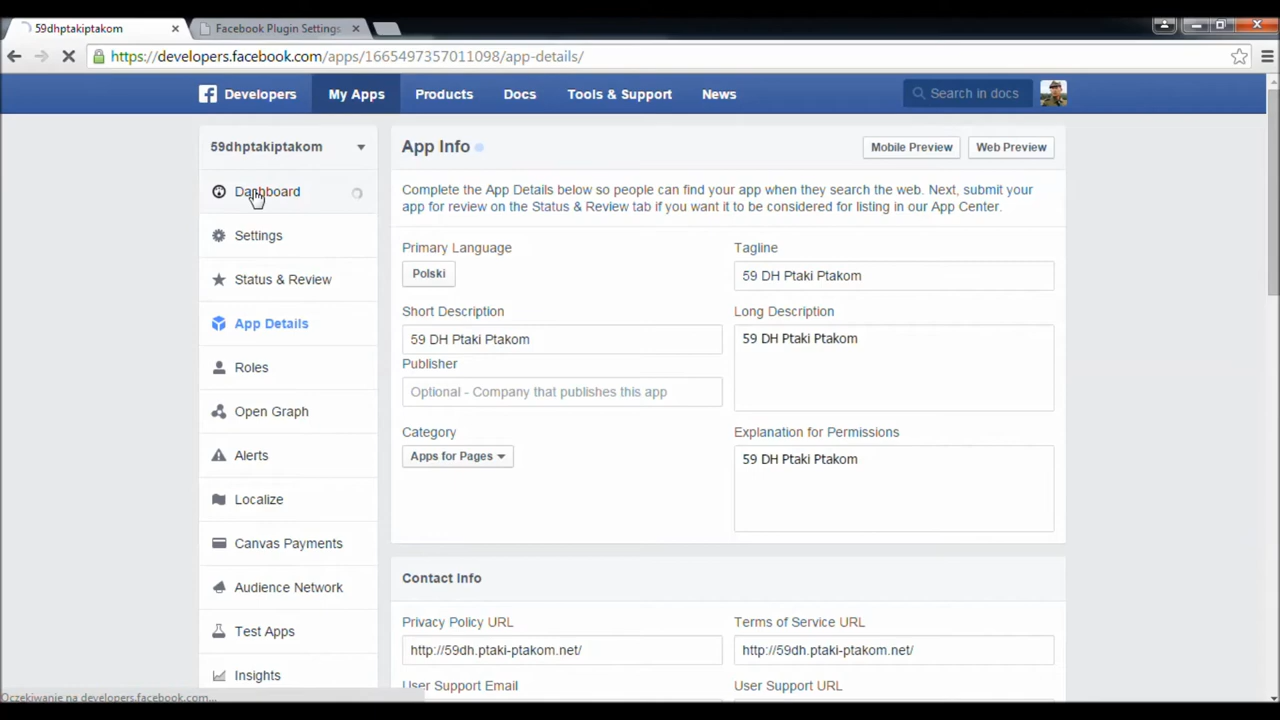 59dhptakiptakom
Facebook Plugin Settings
https://developers.facebook.com/apps/1665497357011098/app-details/
Developers My Apps Products Docs Tools & Support News Search in docs
59dhptakiptakom
Dashboard
Settings
Status & Review
App Details
Roles
Open Graph
Alerts
Localize
Canvas Payments
Audience Network
Test Apps
Insights
App Info Mobile Preview Web Preview
Complete the App Details below so people can find your app when they search the web. Next, submit your
app for review on the Status & Review tab if you want it to be considered for listing in our App Center.
Primary Language
Polski
Tagline
59 DH Ptaki Ptakom
Short Description
59 DH Ptaki Ptakom
Long Description
59 DH Ptaki Ptakom
Publisher
Optional - Company that publishes this app
Category
Apps for Pages
Explanation for Permissions
59 DH Ptaki Ptakom
Contact Info
Privacy Policy URL
http://59dh.ptaki-ptakom.net/
Terms of Service URL
http://59dh.ptaki-ptakom.net/
User Support Email
User Support URL
Oczekiwanie na developers.facebook.com...